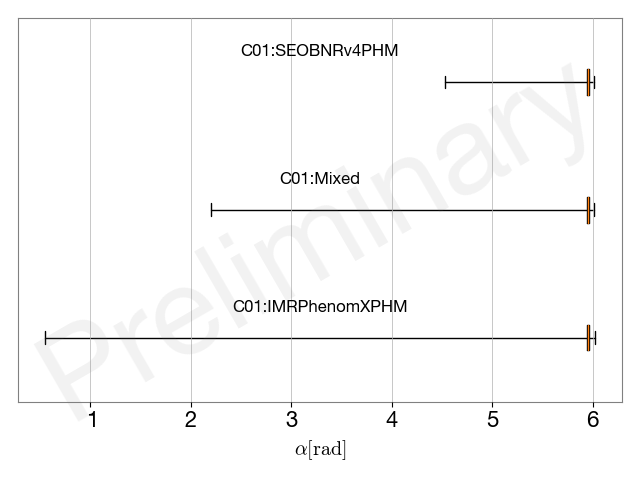 C01:SEOBNRv4PHM
C01:Mixed
C01:IMRPhenomXPHM
Preliminary
1 2 3 4 5 6
α[rad]